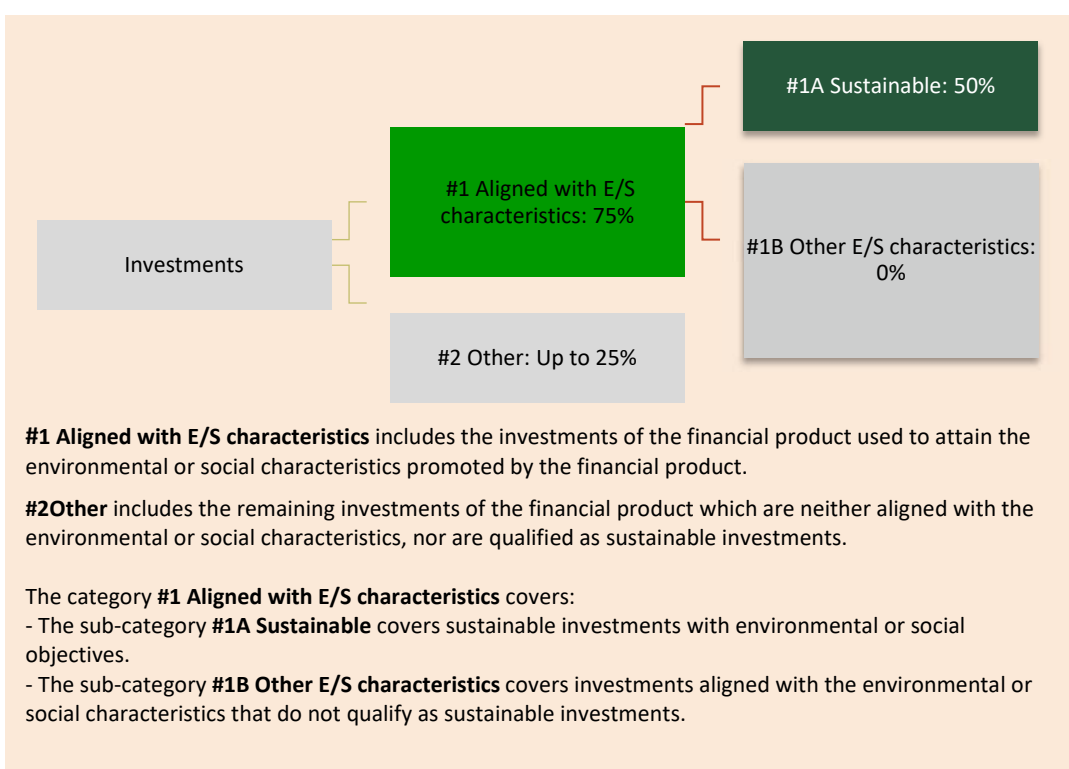 #1A Sustainable: 50%
#1 Aligned with E/S
characteristics: 75%
#1B Other E/S characteristics:
0%
Investments
#2 Other: Up to 25%
#1 Aligned with E/S characteristics includes the investments of the financial product used to attain the
environmental or social characteristics promoted by the financial product.
#2Other includes the remaining investments of the financial product which are neither aligned with the
environmental or social characteristics, nor are qualified as sustainable investments.
The category #1 Aligned with E/S characteristics covers:
- The sub-category #1A Sustainable covers sustainable investments with environmental or social
objectives.
- The sub-category #1B Other E/S characteristics covers investments aligned with the environmental or
social characteristics that do not qualify as sustainable investments.